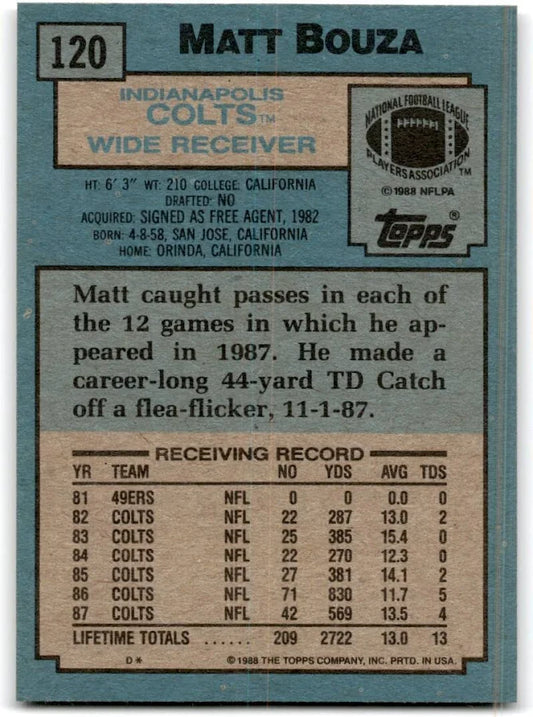 120
MATT BOUZA
INDIANAPOLIS
COLTS™
WIDE RECEIVER
NATIONAL FOOTBALL LEAGUE
PLAYERS ASSOCIATION™
©1988 NFLPA
Topps®
HT: 6' 3" WT: 210 COLLEGE: CALIFORNIA
DRAFTED: NO
ACQUIRED: SIGNED AS FREE AGENT, 1982
BORN: 4-8-58, SAN JOSE, CALIFORNIA
HOME: ORINDA, CALIFORNIA
Matt caught passes in each of
the 12 games in which he ap-
peared in 1987. He made a
career-long 44-yard TD Catch
off a flea-flicker, 11-1-87.
RECEIVING RECORD
YR TEAM NO YDS AVG TDS
81 49ERS NFL 0 0 0.0 0
82 COLTS NFL 22 287 13.0 2
83 COLTS NFL 25 385 15.4 0
84 COLTS NFL 22 270 12.3 0
85 COLTS NFL 27 381 14.1 2
86 COLTS NFL 71 830 11.7 5
87 COLTS NFL 42 569 13.5 4
LIFETIME TOTALS ...... 209 2722 13.0 13
D* ©1988 THE TOPPS COMPANY, INC. PRTD. IN USA.